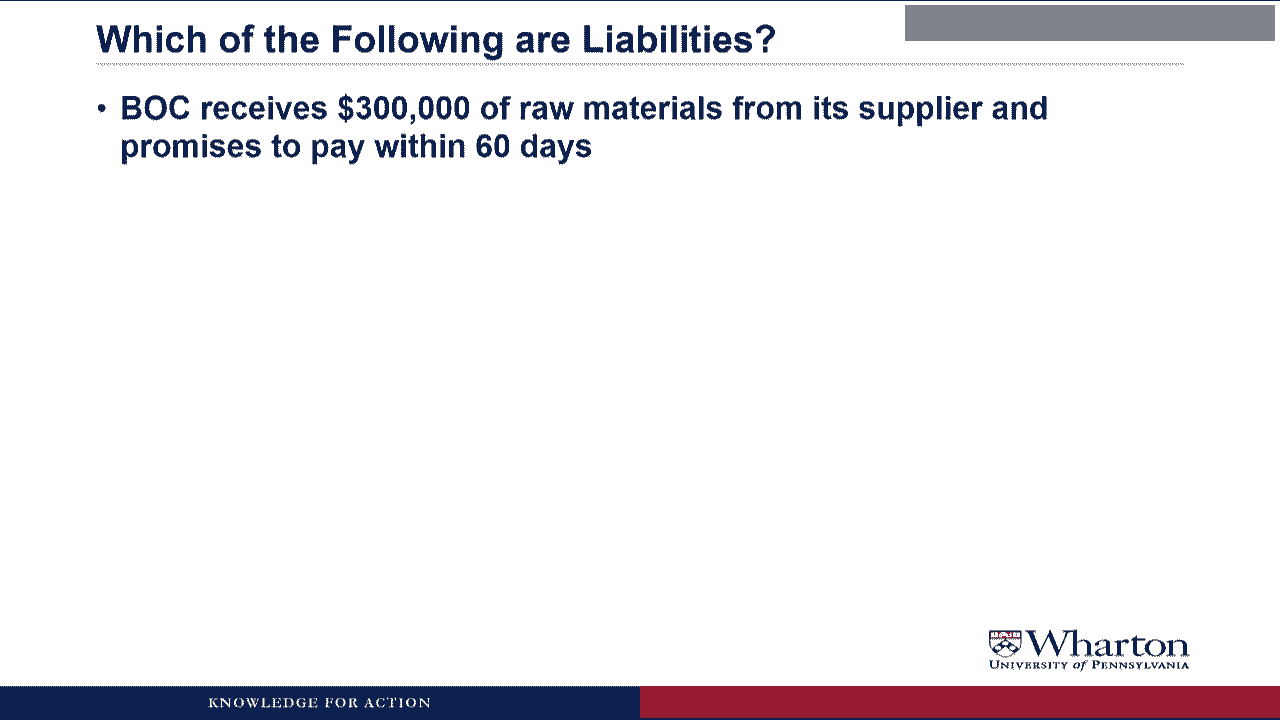 Which of the Following are Liabilities?
• BOC receives $300,000 of raw materials from its supplier and
promises to pay within 60 days
Wharton
UNIVERSITY of PENNSYLVANIA
KNOWLEDGE FOR ACTION